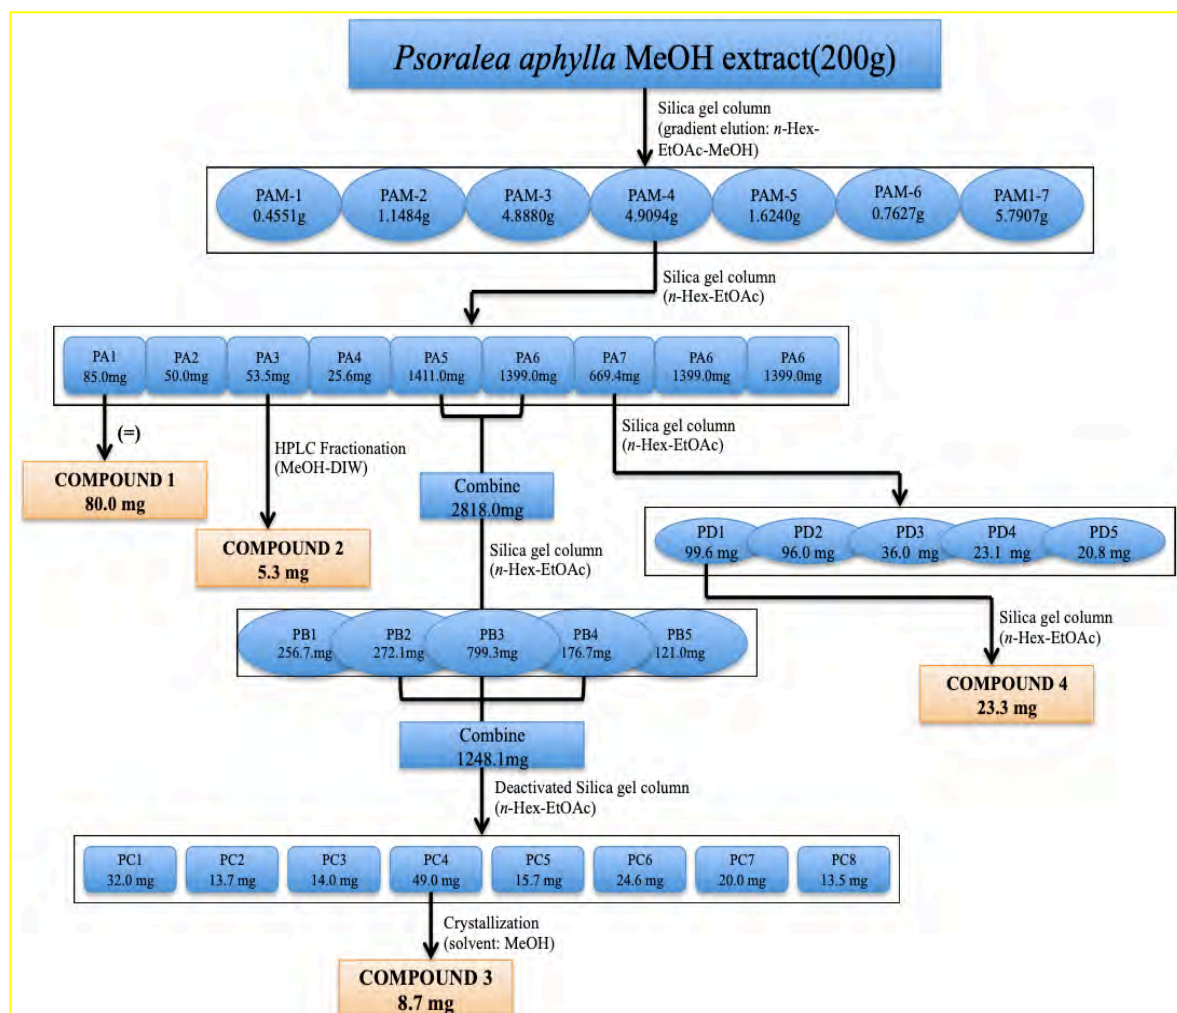 Psoralea aphylla MeOH extract(200g)
Silica gel column
(gradient elution: n-Hex-
EtOAc-MeOH)
PAM-1
0.4551g
PAM-2
1.1484g
PAM-3
4.8880g
PAM-4
4.9094g
PAM-5
1.6240g
PAM-6
0.7627g
PAM1-7
5.7907g
Silica gel column
(n-Hex-EtOAc)
PA1
85.0mg
PA2
50.0mg
PA3
53.5mg
PA4
25.6mg
PA5
1411.0mg
PA6
1399.0mg
PA7
669.4mg
PA6
1399.0mg
PA6
1399.0mg
(=)
COMPOUND 1
80.0 mg
HPLC Fractionation
(MeOH-DIW)
COMPOUND 2
5.3 mg
Combine
2818.0mg
Silica gel column
(n-Hex-EtOAc)
Silica gel column
(n-Hex-EtOAc)
PD1
99.6 mg
PD2
96.0 mg
PD3
36.0 mg
PD4
23.1 mg
PD5
20.8 mg
Silica gel column
(n-Hex-EtOAc)
COMPOUND 4
23.3 mg
PB1
256.7.mg
PB2
272.1mg
PB3
799.3mg
PB4
176.7mg
PB5
121.0mg
Combine
1248.1mg
Deactivated Silica gel column
(n-Hex-EtOAc)
PC1
32.0 mg
PC2
13.7 mg
PC3
14.0 mg
PC4
49.0 mg
PC5
15.7 mg
PC6
24.6 mg
PC7
20.0 mg
PC8
13.5 mg
Crystallization
(solvent: MeOH)
COMPOUND 3
8.7 mg